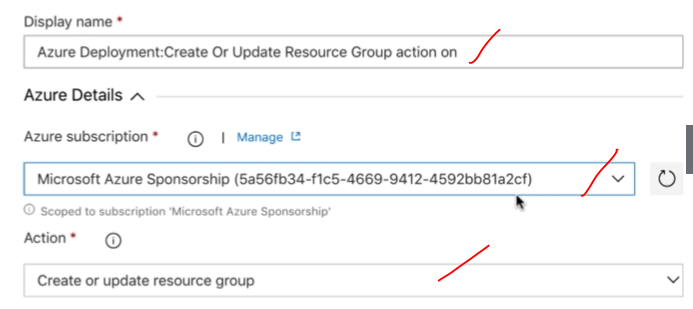 Display name *
Azure Deployment:Create Or Update Resource Group action on
Azure Details
Azure subscription * | Manage
Microsoft Azure Sponsorship (5a56fb34-f1c5-4669-9412-4592bb81a2cf)
Scoped to subscription 'Microsoft Azure Sponsorship'
Action *
Create or update resource group